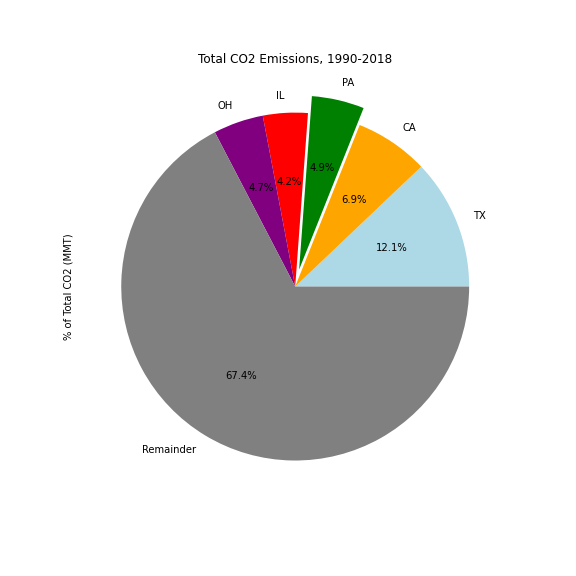 Total CO2 Emissions, 1990-2018
PA
IL
OH
CA
4.9%
4.2%
4.7%
6.9%
TX
12.1%
% of Total CO2 (MMT)
67.4%
Remainder